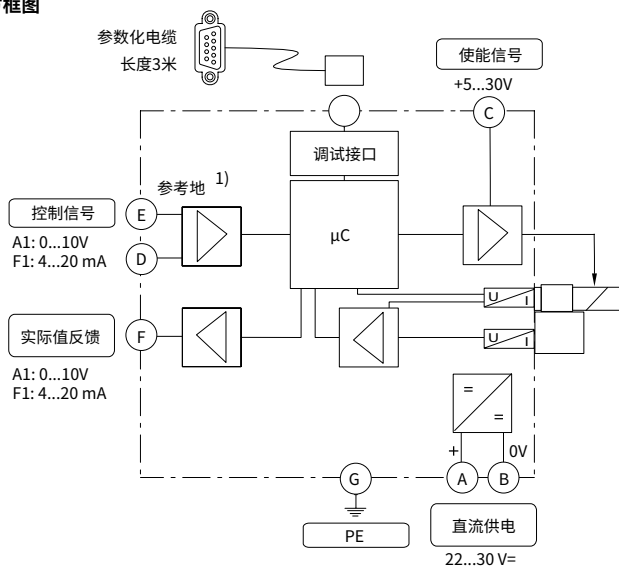 框图
参数化电缆
长度3米
使能信号
+5...30V
C
调试接口
参考地 1)
控制信号
E
μC
A1: 0...10V
F1: 4...20 mA
D
U I
实际值反馈
F
U I
A1: 0...10V
F1: 4...20 mA
=
=
+
0V
G
A
B
PE
直流供电
22...30 V=